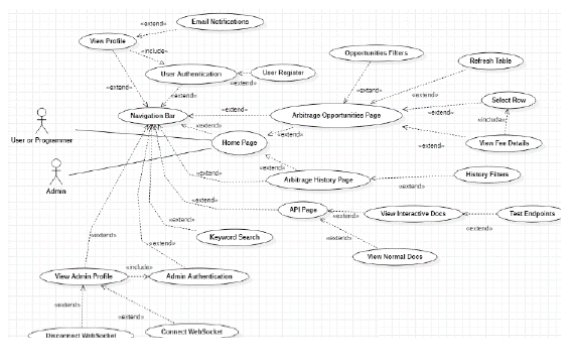 «extend»
Email Notifications
View Profile
«include»
Opportunities Filters
Refresh Table
User Authentication
«extend»
User Register
«extend»
«extend»
«extend»
«extend»
Select Row
Navigation Bar
«extend»
Arbitrage Opportunities Page
«extend»
«include»
User or Programmer
«extend»
Home Page
«extend»
«extend»
View Fee Details
Admin
«extend»
Arbitrage History Page
«extend»
History Filters
«extend»
API Page
«extend»
View Interactive Docs
Test Endpoints
«extend»
Keyword Search
«extend»
«extend»
View Normal Docs
«extend»
View Admin Profile
«include»
Admin Authentication
«extend»
«extend»
Disconnect WebSocket
Connect WebSocket